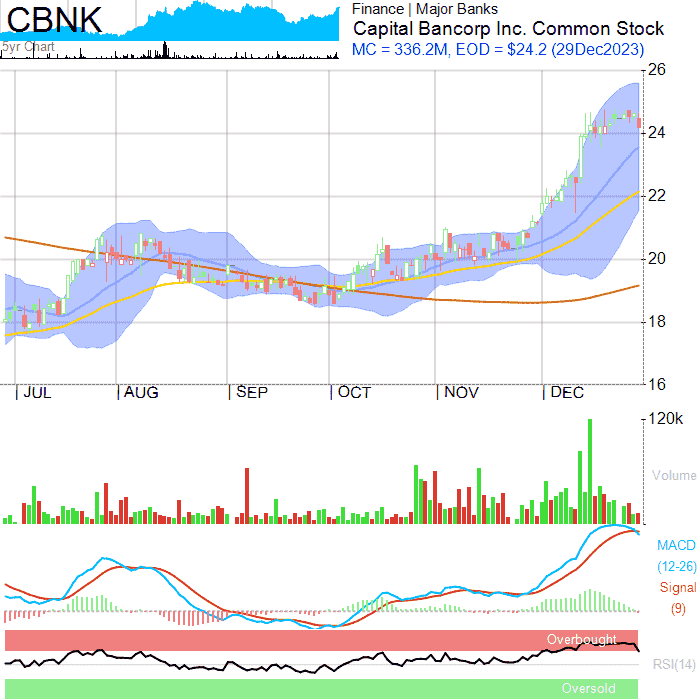 CBNK
5yr Chart
Finance | Major Banks
Capital Bancorp Inc. Common Stock
MC = 336.2M, EOD = $24.2 (29Dec2023)
26
24
22
20
18
16
JUL AUG SEP OCT NOV DEC
120k
Volume
MACD
(12-26)
Signal
(9)
Overbought
RSI(14)
Oversold